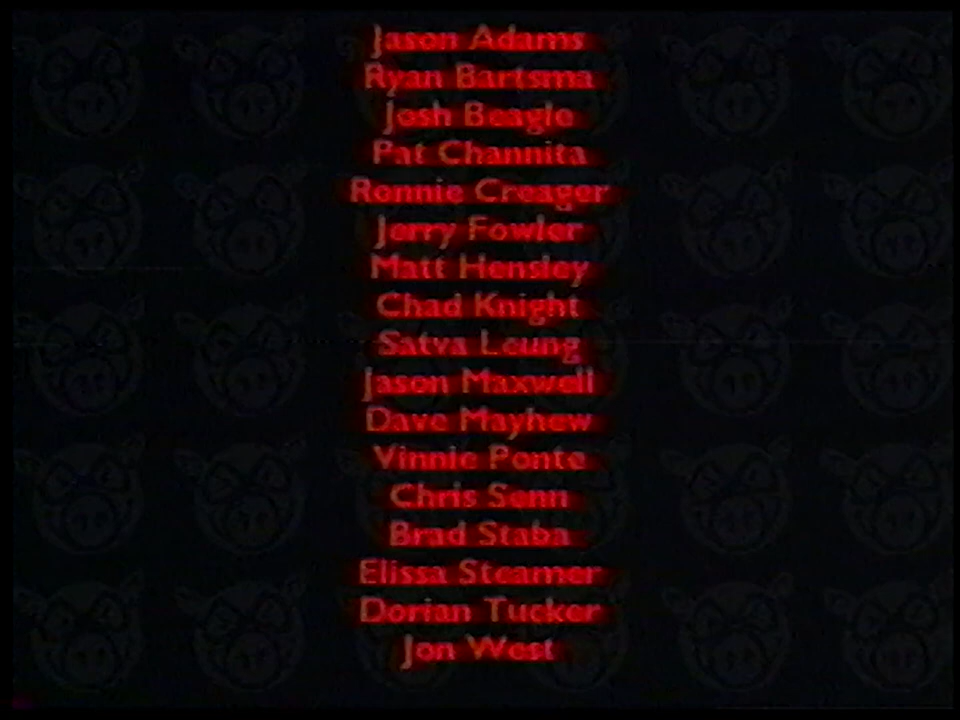 Jason Adams
Ryan Bartsma
Josh Beagle
Pat Channita
Ronnie Creager
Jerry Fowler
Matt Hensley
Chad Knight
Satva Leung
Jason Maxwell
Dave Mayhew
Vinnie Ponte
Chris Senn
Brad Staba
Elissa Steamer
Dorian Tucker
Jon West